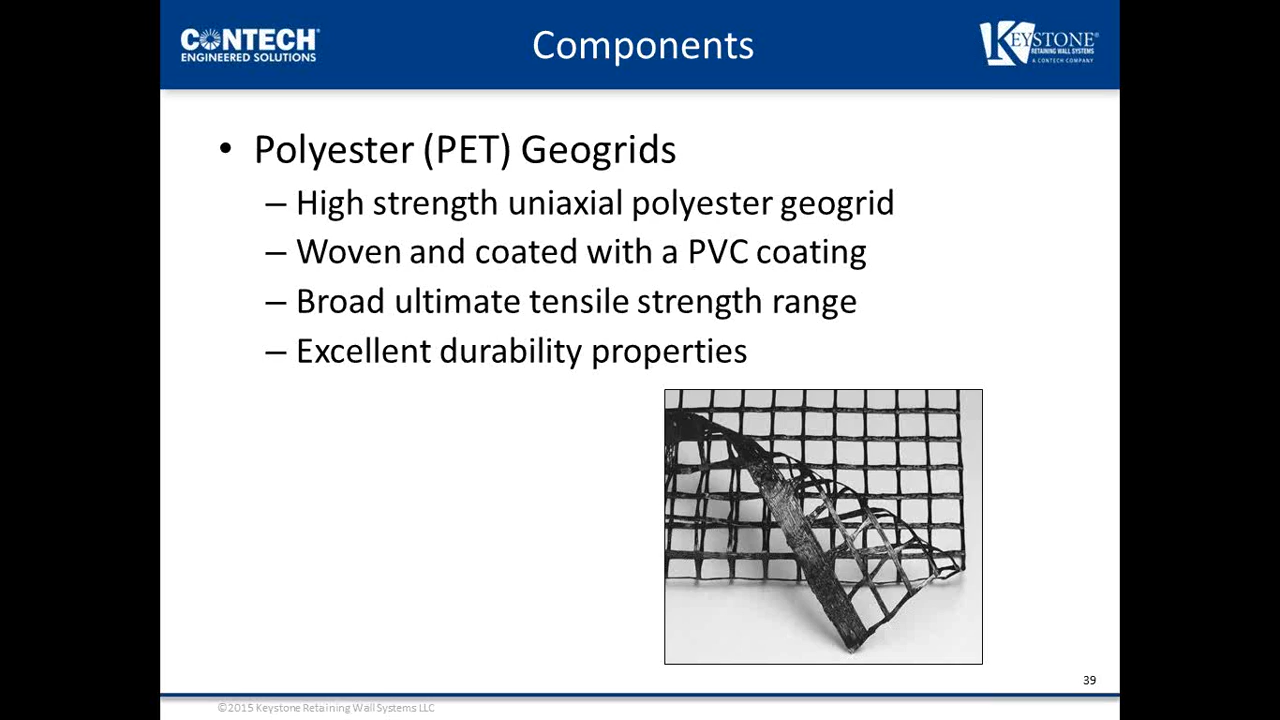 CONTECH®
ENGINEERED SOLUTIONS
Components
KEYSTONE®
RETAINING WALL SYSTEMS
A CONTECH COMPANY
• Polyester (PET) Geogrids
– High strength uniaxial polyester geogrid
– Woven and coated with a PVC coating
– Broad ultimate tensile strength range
– Excellent durability properties
39
©2015 Keystone Retaining Wall Systems LLC